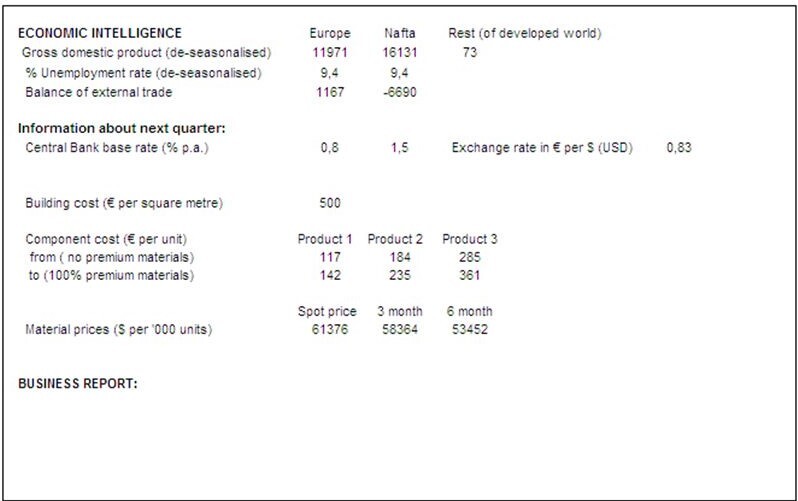 ECONOMIC INTELLIGENCE Europe Nafta Rest (of developed world)
Gross domestic product (de-seasonalised) 11971 16131 73
% Unemployment rate (de-seasonalised) 9,4 9,4
Balance of external trade 1167 -6690
Information about next quarter:
Central Bank base rate (% p.a.) 0,8 1,5 Exchange rate in € per $ (USD) 0,83
Building cost (€ per square metre) 500
Component cost (€ per unit) Product 1 Product 2 Product 3
from ( no premium materials) 117 184 285
to (100% premium materials) 142 235 361
Spot price 3 month 6 month
Material prices ($ per '000 units) 61376 58364 53452
BUSINESS REPORT: